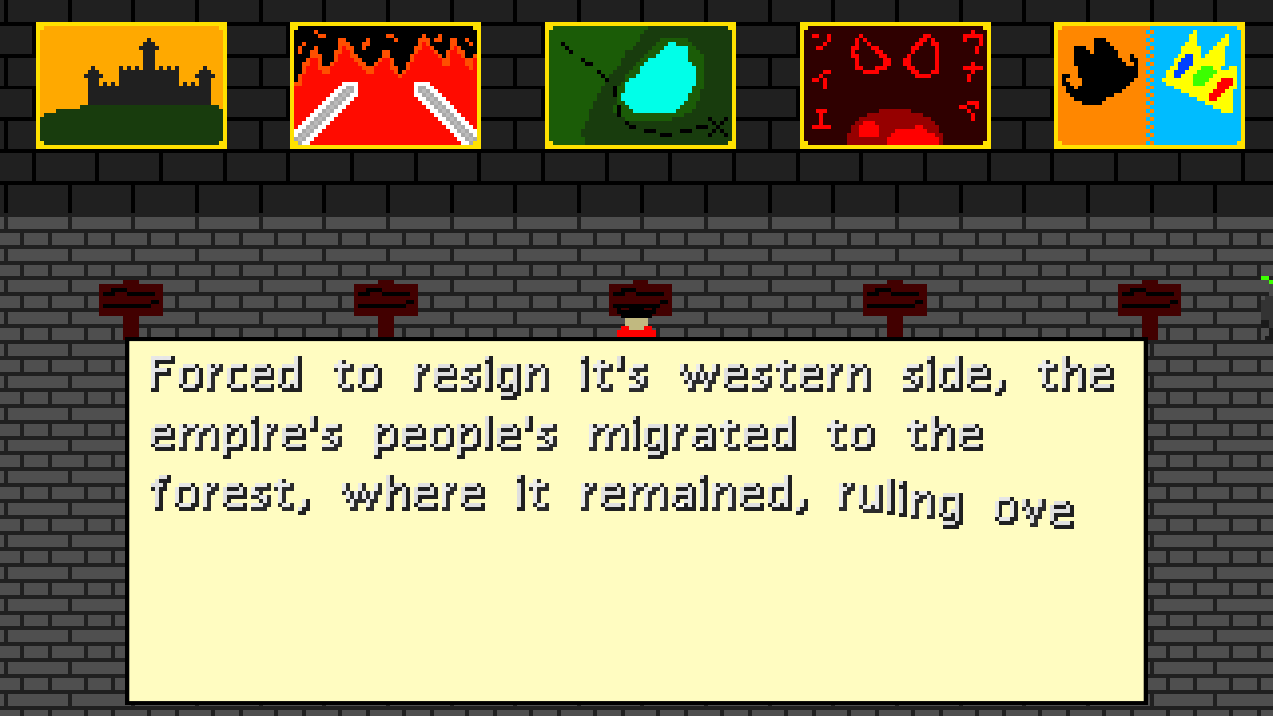 Forced to resign it's western side, the
empire's people's migrated to the
forest, where it remained, ruling ove